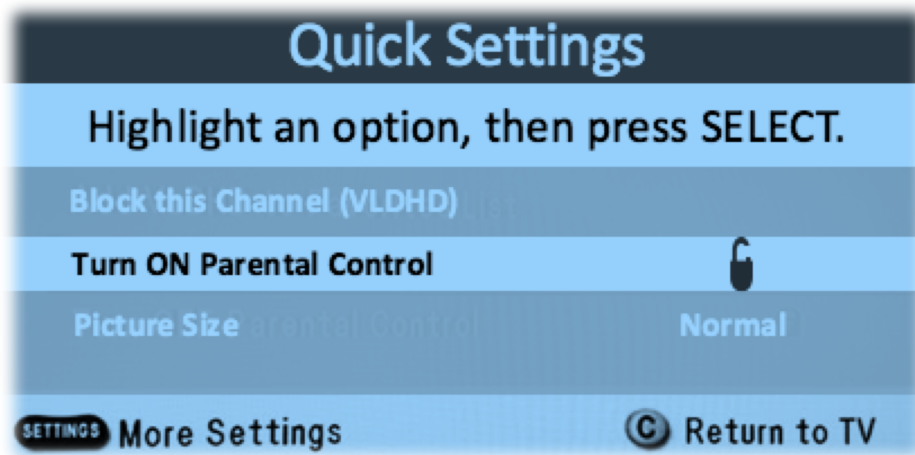 Quick Settings
Highlight an option, then press SELECT.
Block this Channel (VLDHD)
Turn ON Parental Control
Picture Size Normal
SETTINGS More Settings C Return to TV